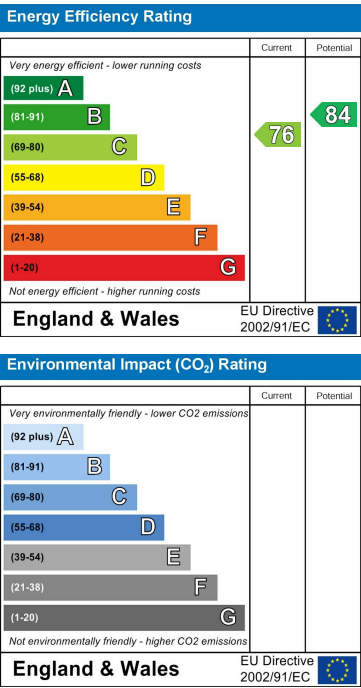 Energy Efficiency Rating
Current Potential
Very energy efficient - lower running costs
(92 plus) A
(81-91) B
(69-80) C
(55-68) D
(39-54) E
(21-38) F
(1-20) G
76
84
Not energy efficient - higher running costs
England & Wales
EU Directive
2002/91/EC
Environmental Impact (CO2) Rating
Current Potential
Very environmentally friendly - lower CO2 emissions
(92 plus) A
(81-91) B
(69-80) C
(55-68) D
(39-54) E
(21-38) F
(1-20) G
Not environmentally friendly - higher CO2 emissions
England & Wales
EU Directive
2002/91/EC